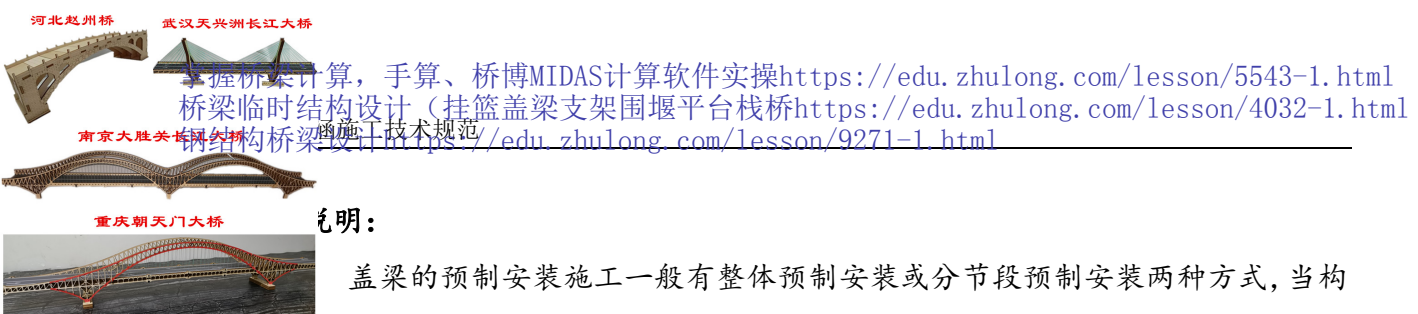 河北赵州桥
武汉天兴洲长江大桥
掌握桥梁计算，手算、桥博MIDAS计算软件实操https://edu.zhulong.com/lesson/5543-1.html
桥梁临时结构设计（挂篮盖梁支架围堰平台栈桥https://edu.zhulong.com/lesson/4032-1.html
南京大胜关长江大桥
涵施工技术规范
钢结构桥梁设计https://edu.zhulong.com/lesson/9271-1.html
重庆朝天门大桥
说明：
盖梁的预制安装施工一般有整体预制安装或分节段预制安装两种方式，当构